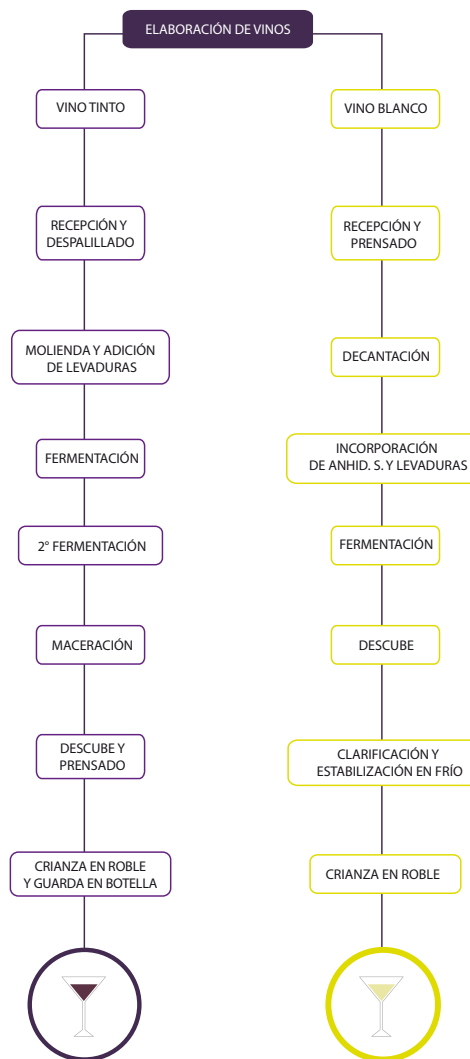 ELABORACIÓN DE VINOS
VINO TINTO
RECEPCIÓN Y
DESPALILLADO
MOLIENDA Y ADICIÓN
DE LEVADURAS
FERMENTACIÓN
2° FERMENTACIÓN
MACERACIÓN
DESCUBE Y
PRENSADO
CRIANZA EN ROBLE
Y GUARDA EN BOTELLA
VINO BLANCO
RECEPCIÓN Y
PRENSADO
DECANTACIÓN
INCORPORACIÓN
DE ANHID. S. Y LEVADURAS
FERMENTACIÓN
DESCUBE
CLARIFICACIÓN Y
ESTABILIZACIÓN EN FRÍO
CRIANZA EN ROBLE